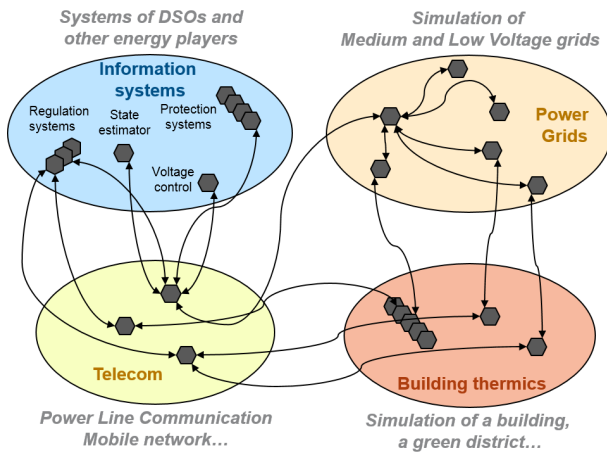 Systems of DSOs and
other energy players
Simulation of
Medium and Low Voltage grids
Information
systems
Regulation
systems
State
estimator
Protection
systems
Voltage
control
Power
Grids
Telecom
Building thermics
Power Line Communication
Mobile network…
Simulation of a building,
a green district…